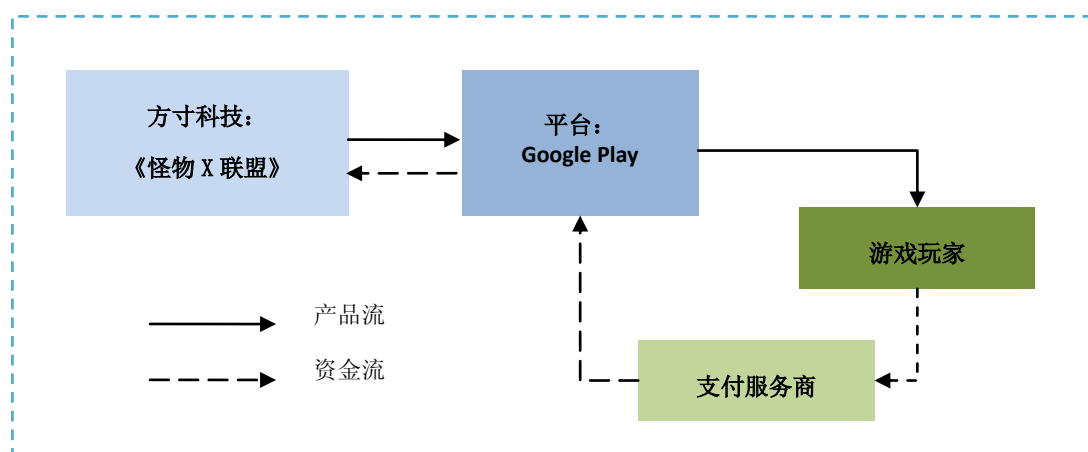 方寸科技：
《怪物 X 联盟》
平台：
Google Play
游戏玩家
产品流
资金流
支付服务商